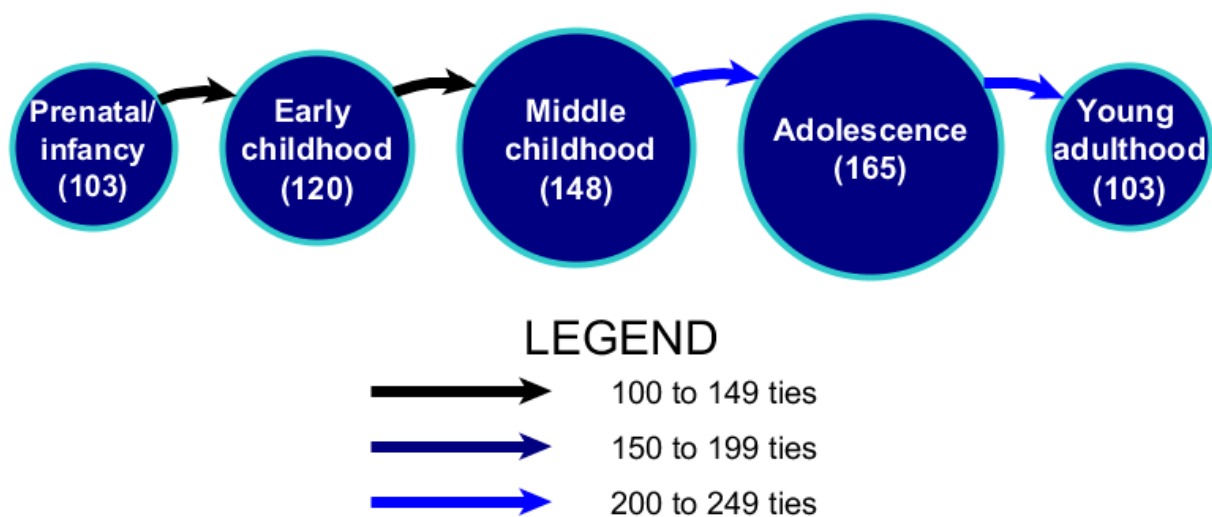 Prenatal/
infancy
(103)
Early
childhood
(120)
Middle
childhood
(148)
Adolescence
(165)
Young
adulthood
(103)
LEGEND
100 to 149 ties
150 to 199 ties
200 to 249 ties